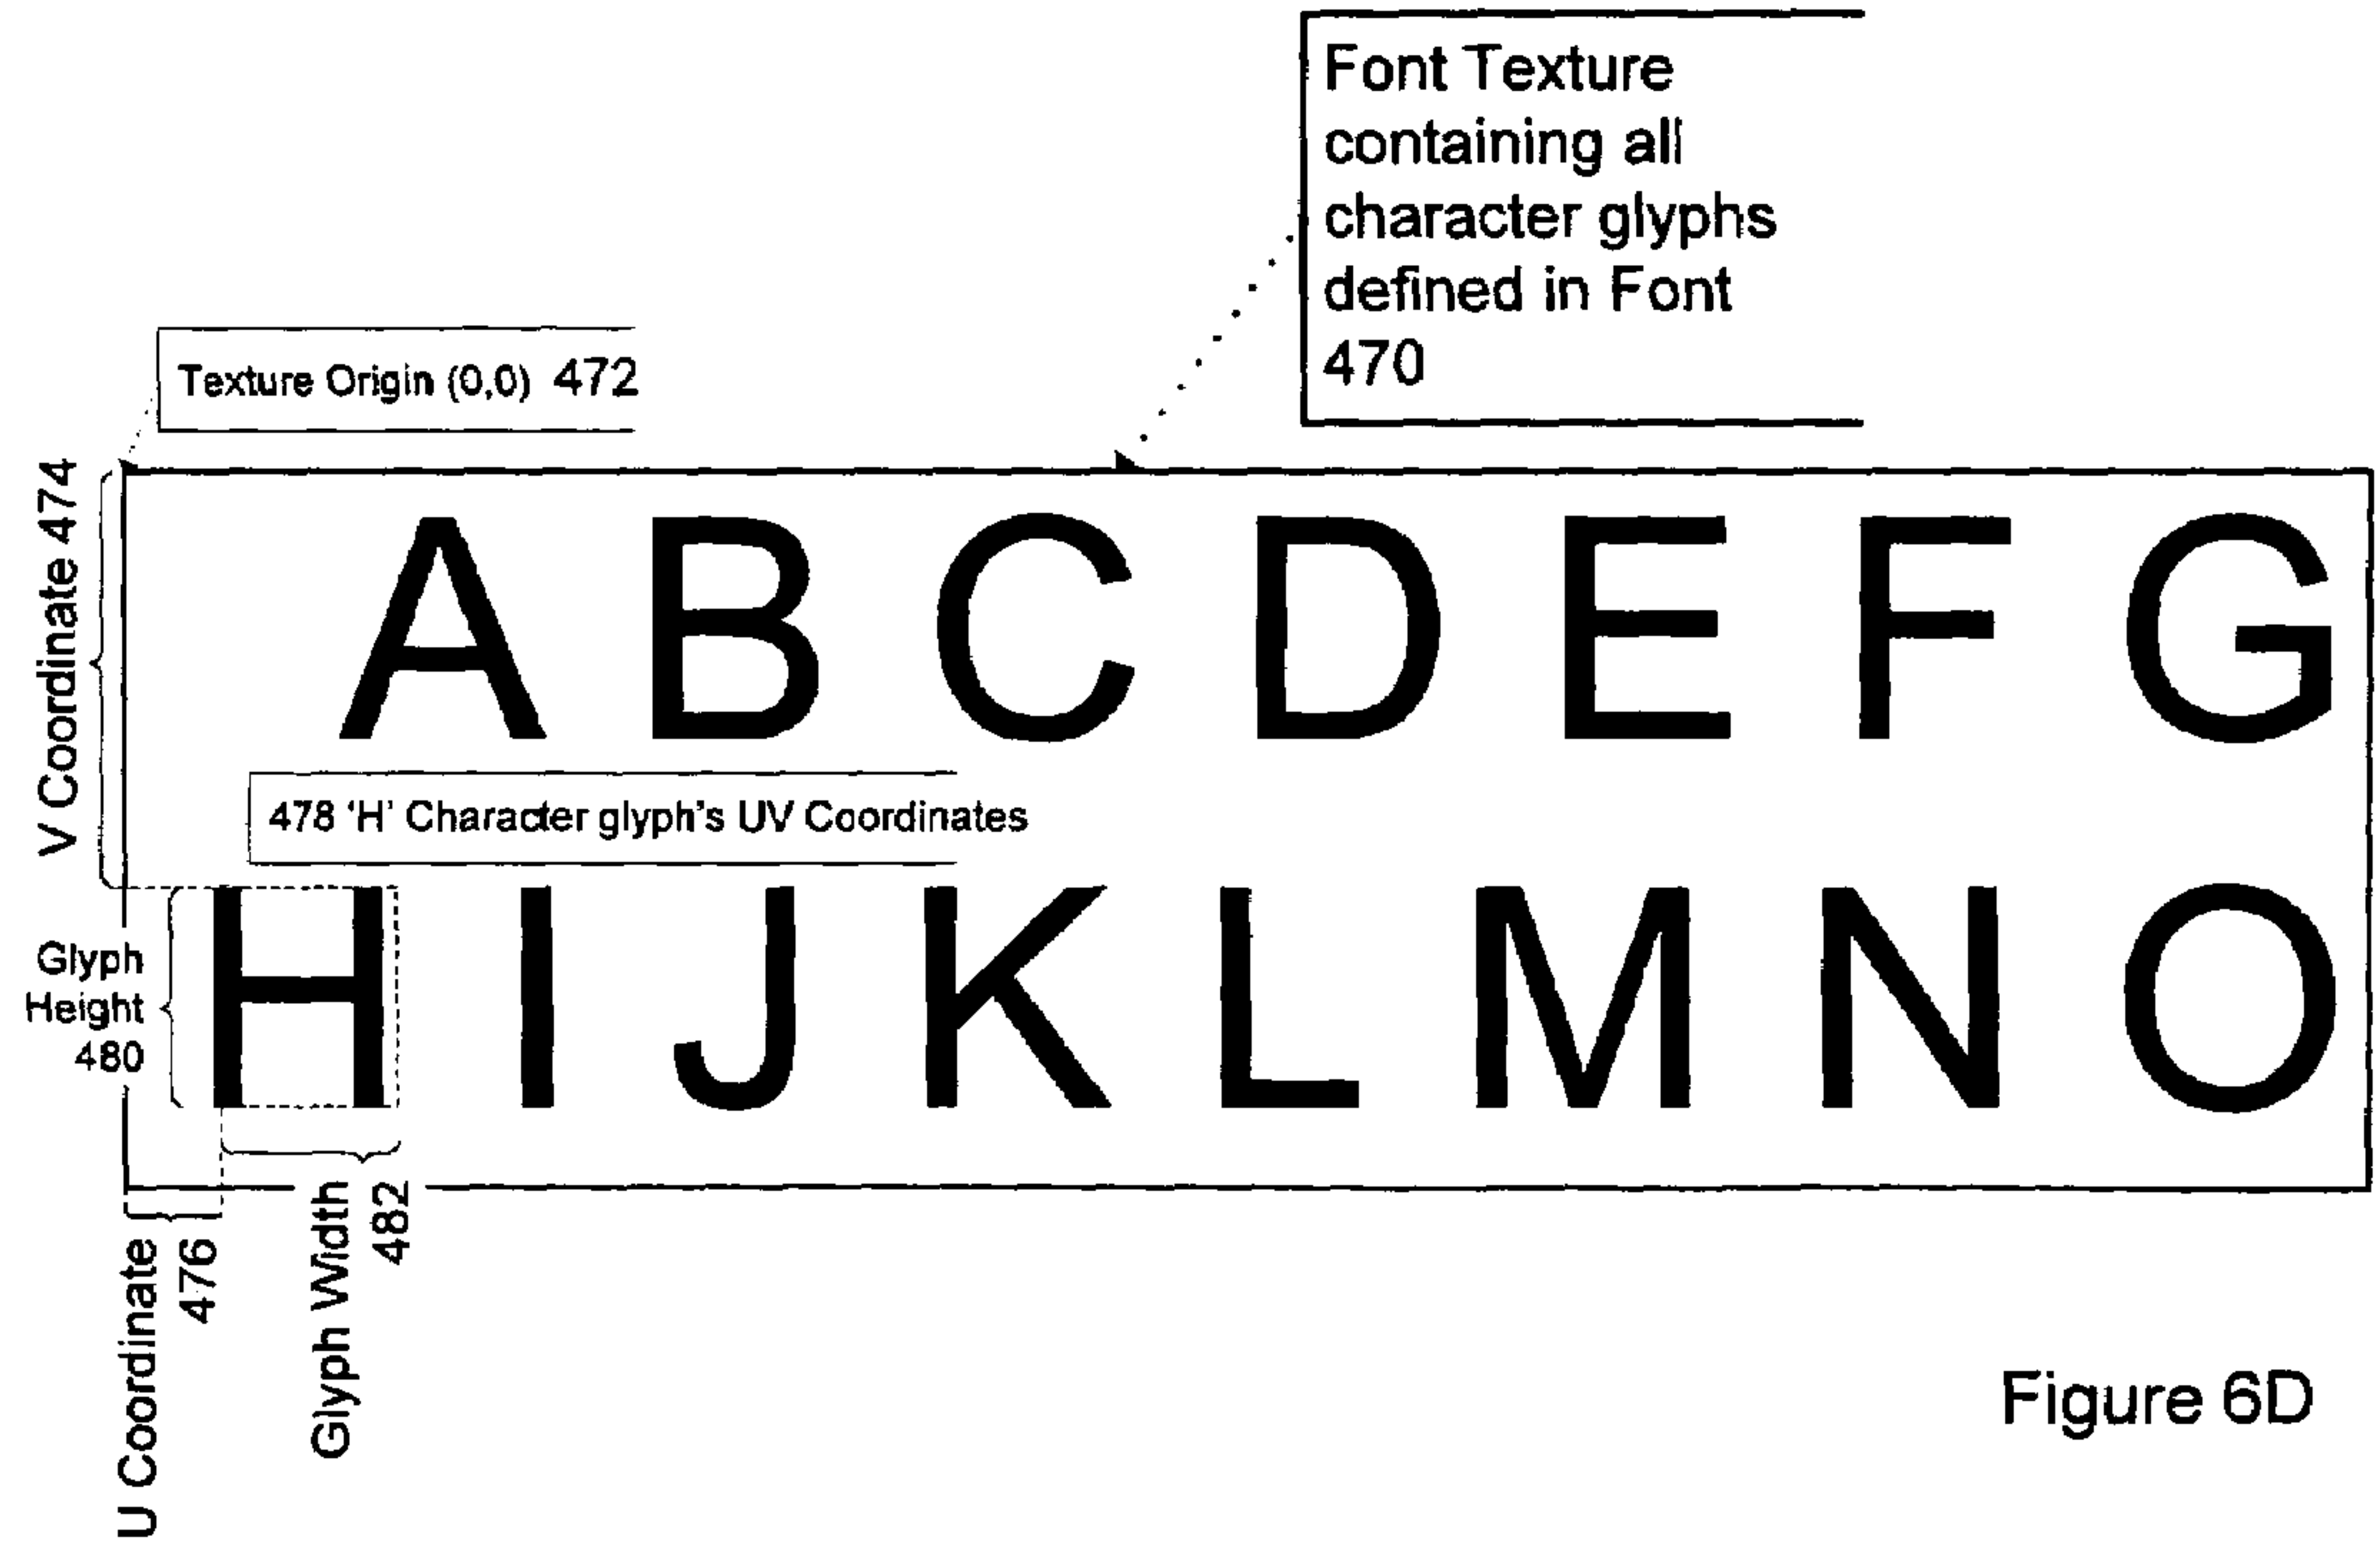 Font Texture
containing all
character glyphs
defined in Font
470
Texture Origin (0,0) 472
V Coordinate 474
A B C D E F G
478 'H' Character glyph's UV Coordinates
H I J K L M N O
Glyph
Height
480
U Coordinate
476
Glyph Width
482
Figure 6D